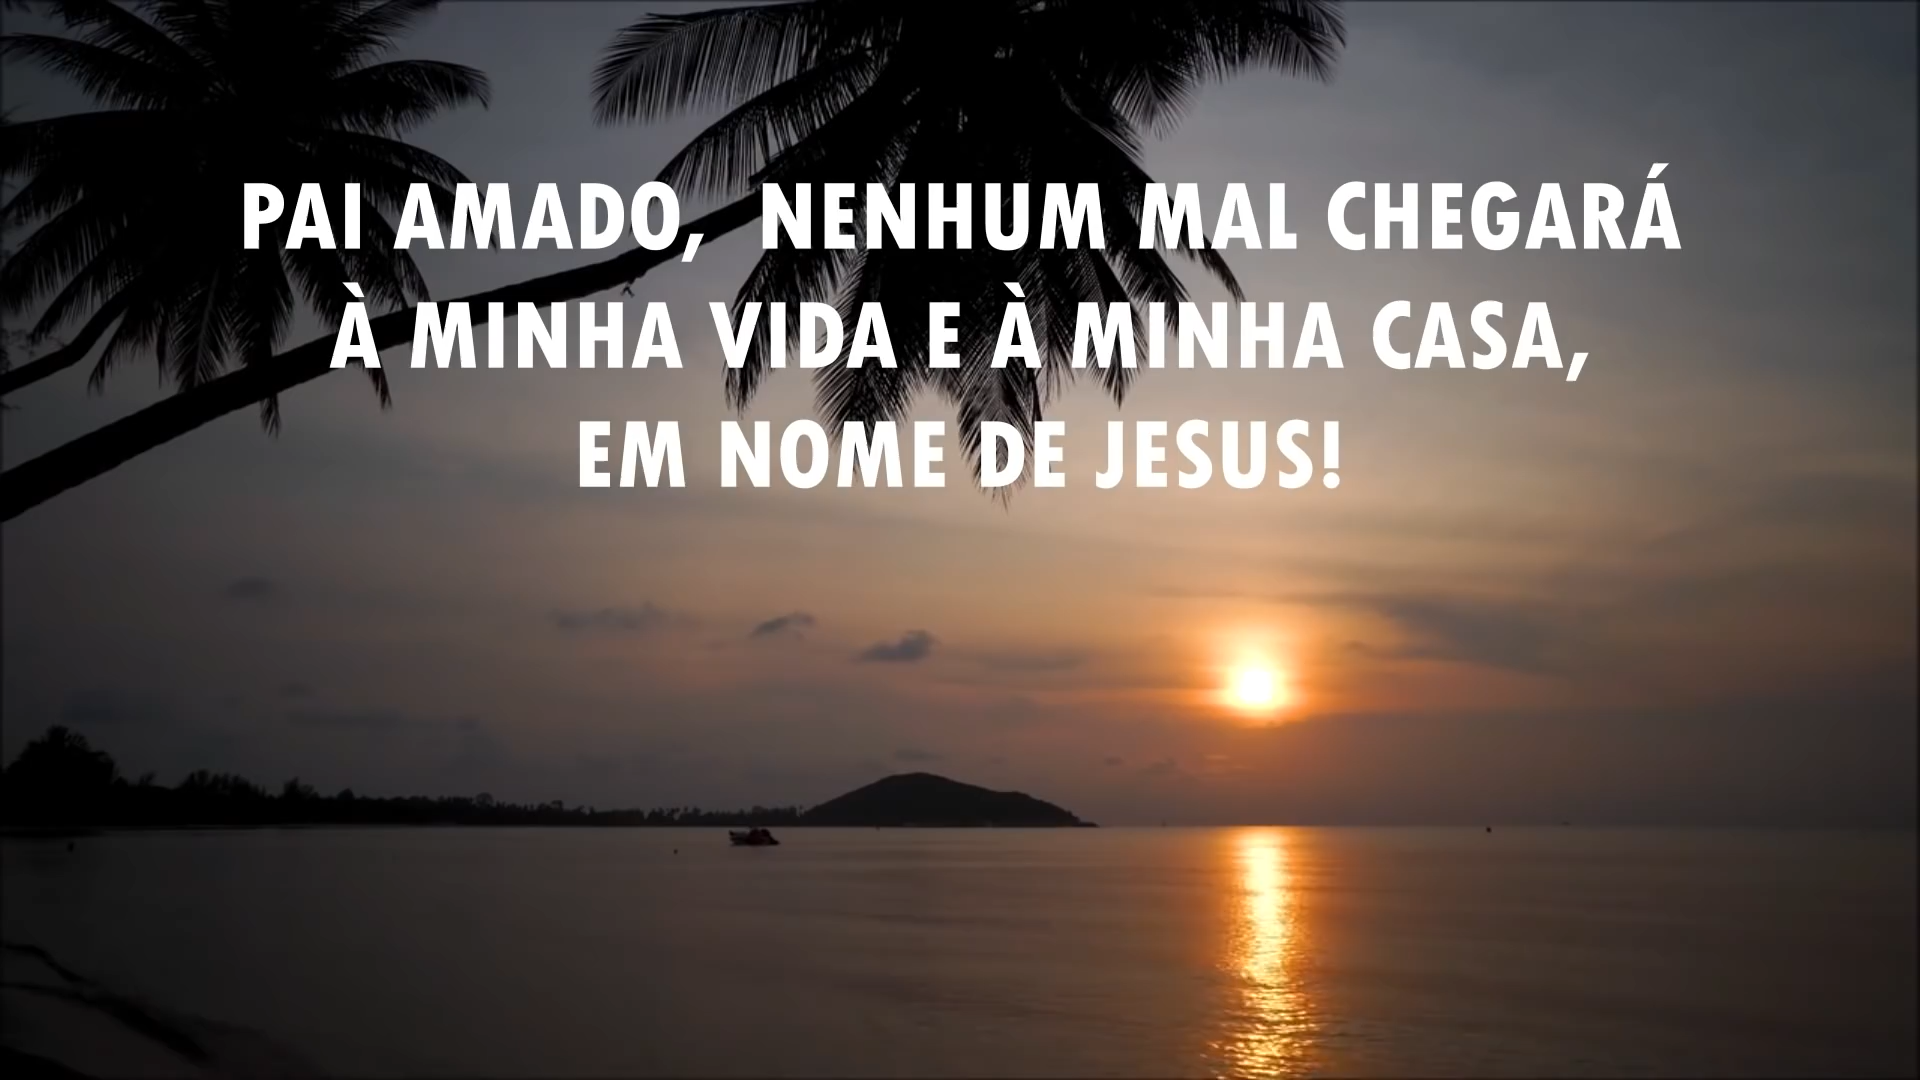 PAI AMADO, NENHUM MAL CHEGARÁ
À MINHA VIDA E À MINHA CASA,
EM NOME DE JESUS!